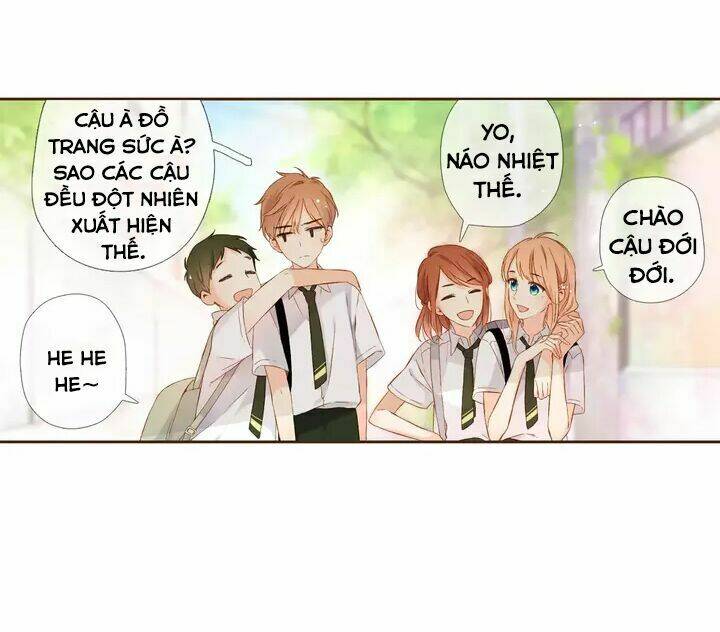 CẬU À ĐỒ
TRANG SỨC À?
SAO CÁC CẬU
ĐỀU ĐỘT NHIÊN
XUẤT HIỆN
THẾ.
HE HE
HE~
YO,
NÁO NHIỆT
THẾ.
CHÀO
CẬU ĐỚI
ĐỚI.